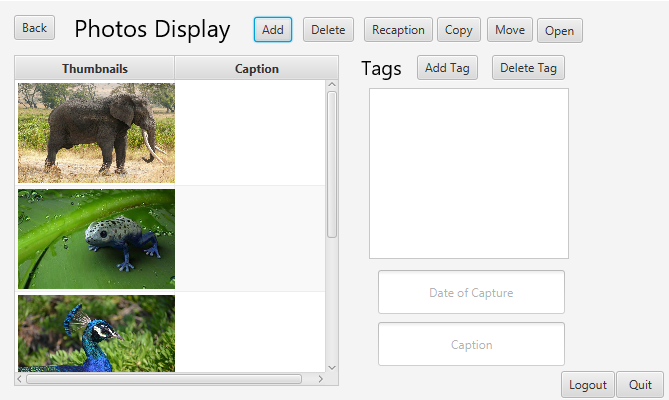 Back Photos Display Add Delete Recaption Copy Move Open
Thumbnails Caption
Tags Add Tag Delete Tag
Date of Capture
Caption
Logout Quit